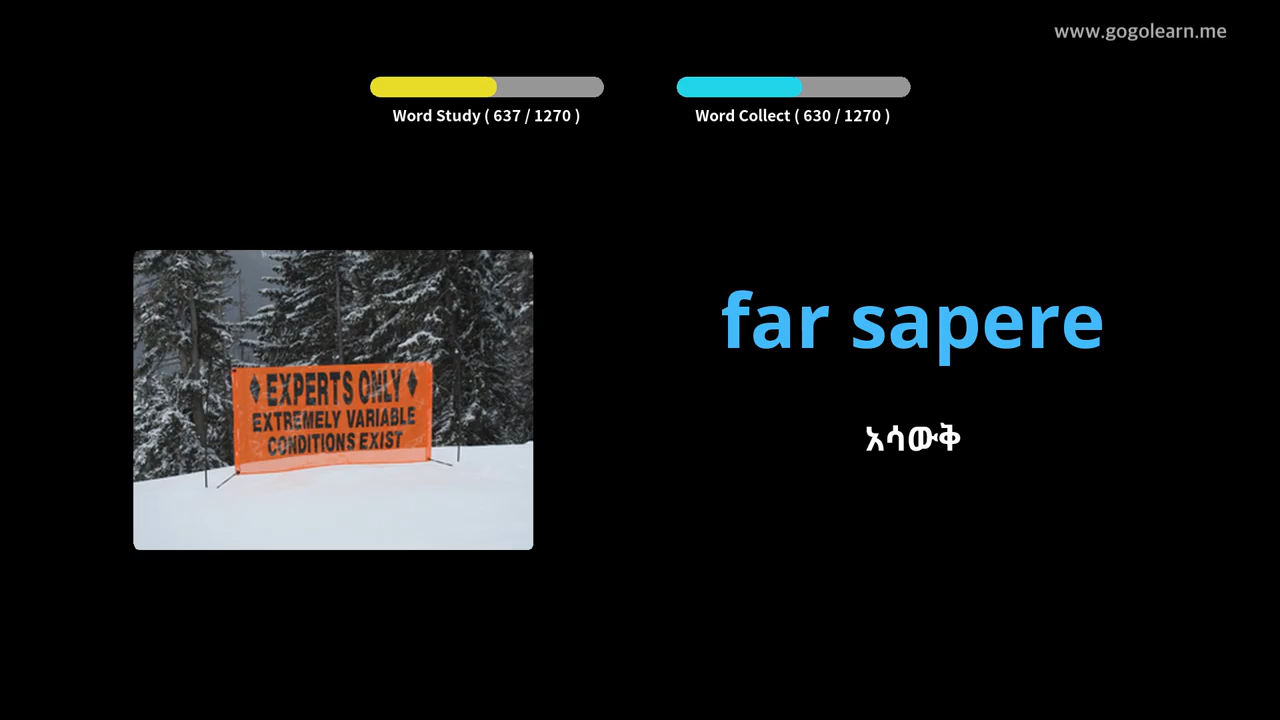 www.gogolearn.me
Word Study ( 637 / 1270 )
Word Collect ( 630 / 1270 )
EXPERTS ONLY
EXTREMELY VARIABLE
CONDITIONS EXIST
far sapere
አሳውቅ